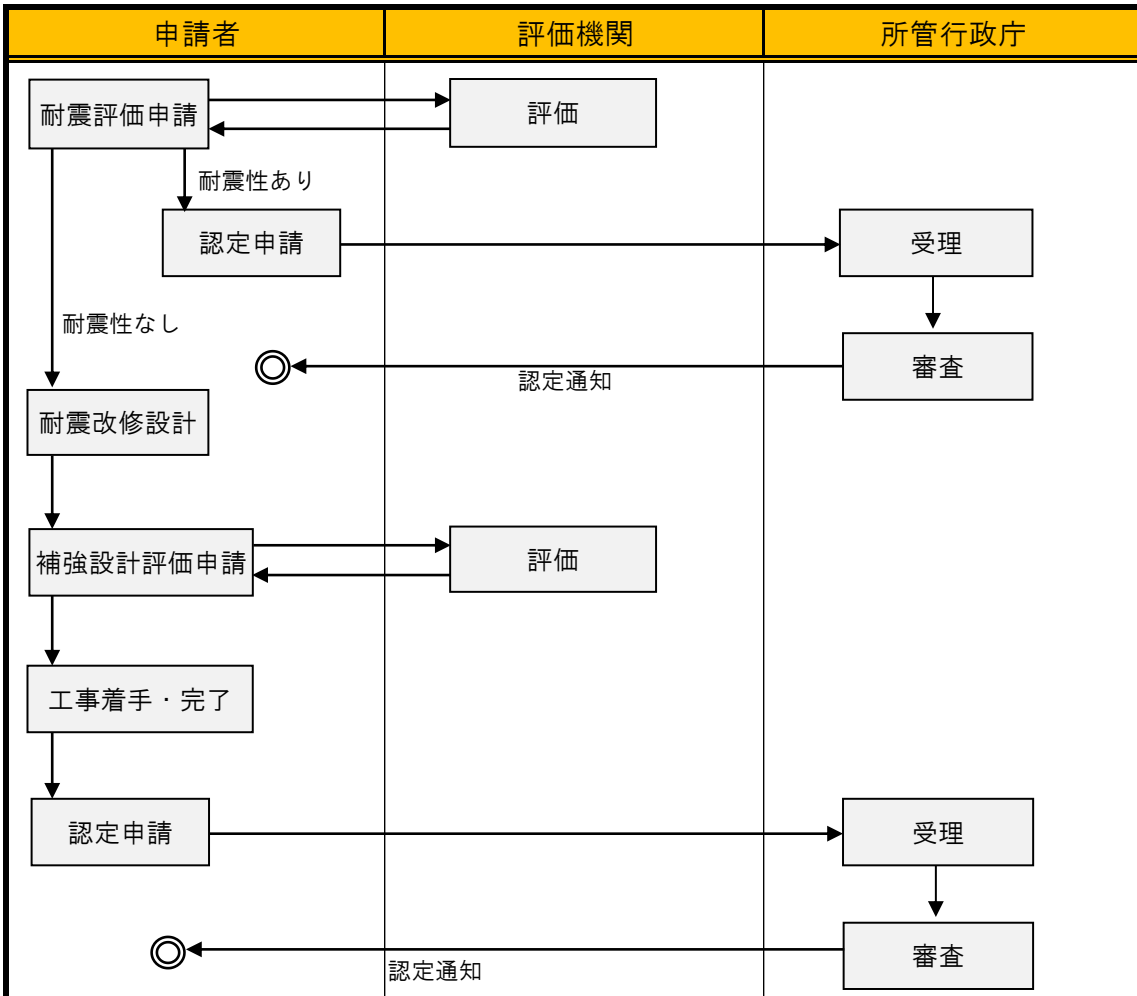 申請者
評価機関
所管行政庁
耐震評価申請
評価
耐震性あり
認定申請
受理
耐震性なし
審査
認定通知
耐震改修設計
補強設計評価申請
評価
工事着手・完了
認定申請
受理
審査
認定通知